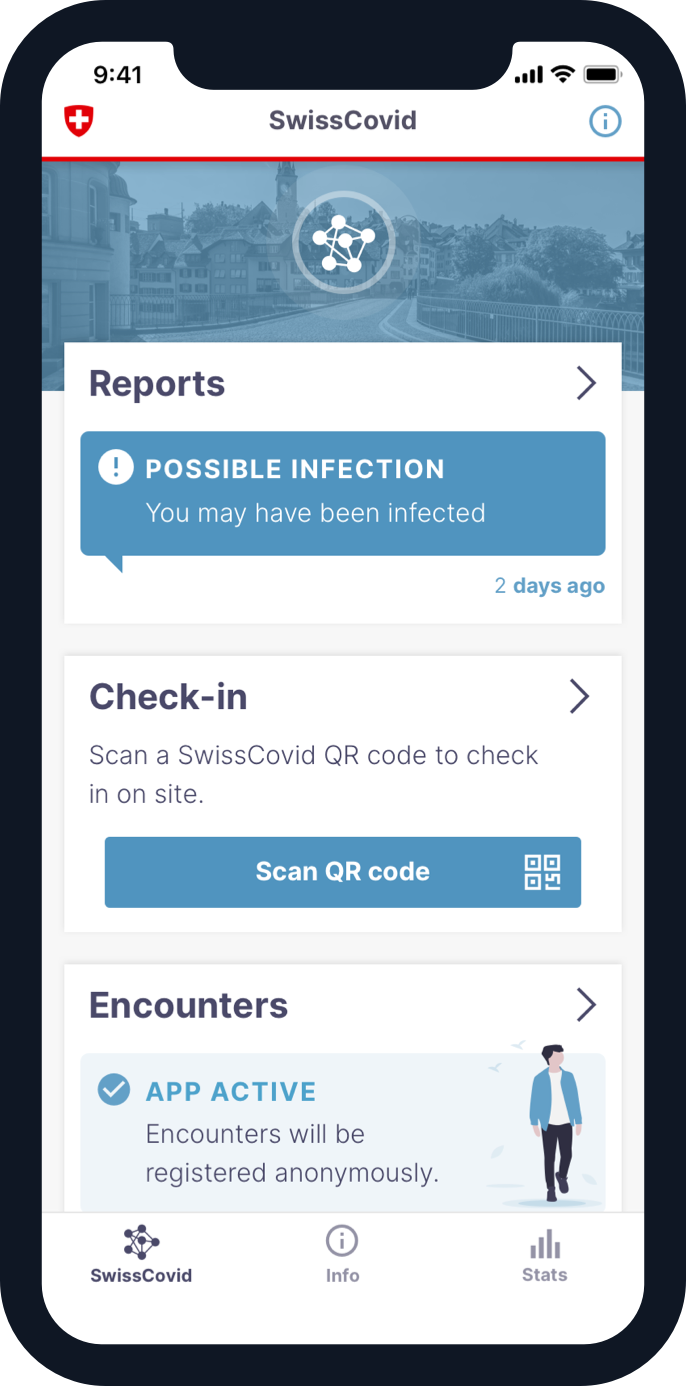 9:41
SwissCovid
Reports
POSSIBLE INFECTION
You may have been infected
2 days ago
Check-in
Scan a SwissCovid QR code to check
in on site.
Scan QR code
Encounters
APP ACTIVE
Encounters will be
registered anonymously.
SwissCovid
Info
Stats